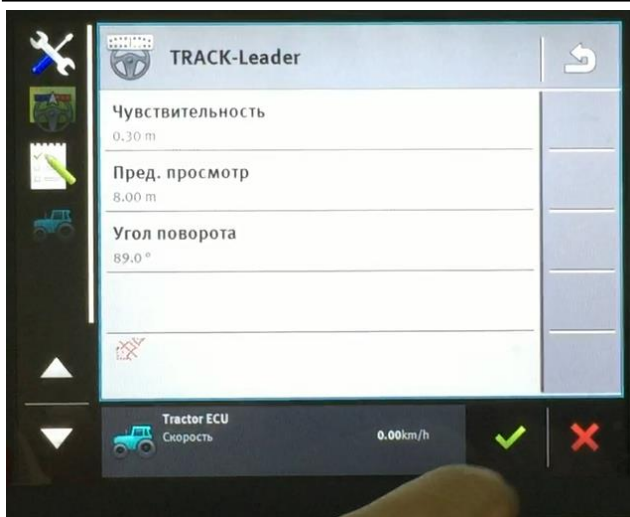 TRACK-Leader
Чувствительность
0.30 m
Пред. просмотр
8.00 m
Угол поворота
89.0 °
Tractor ECU
Скорость 0.00km/h